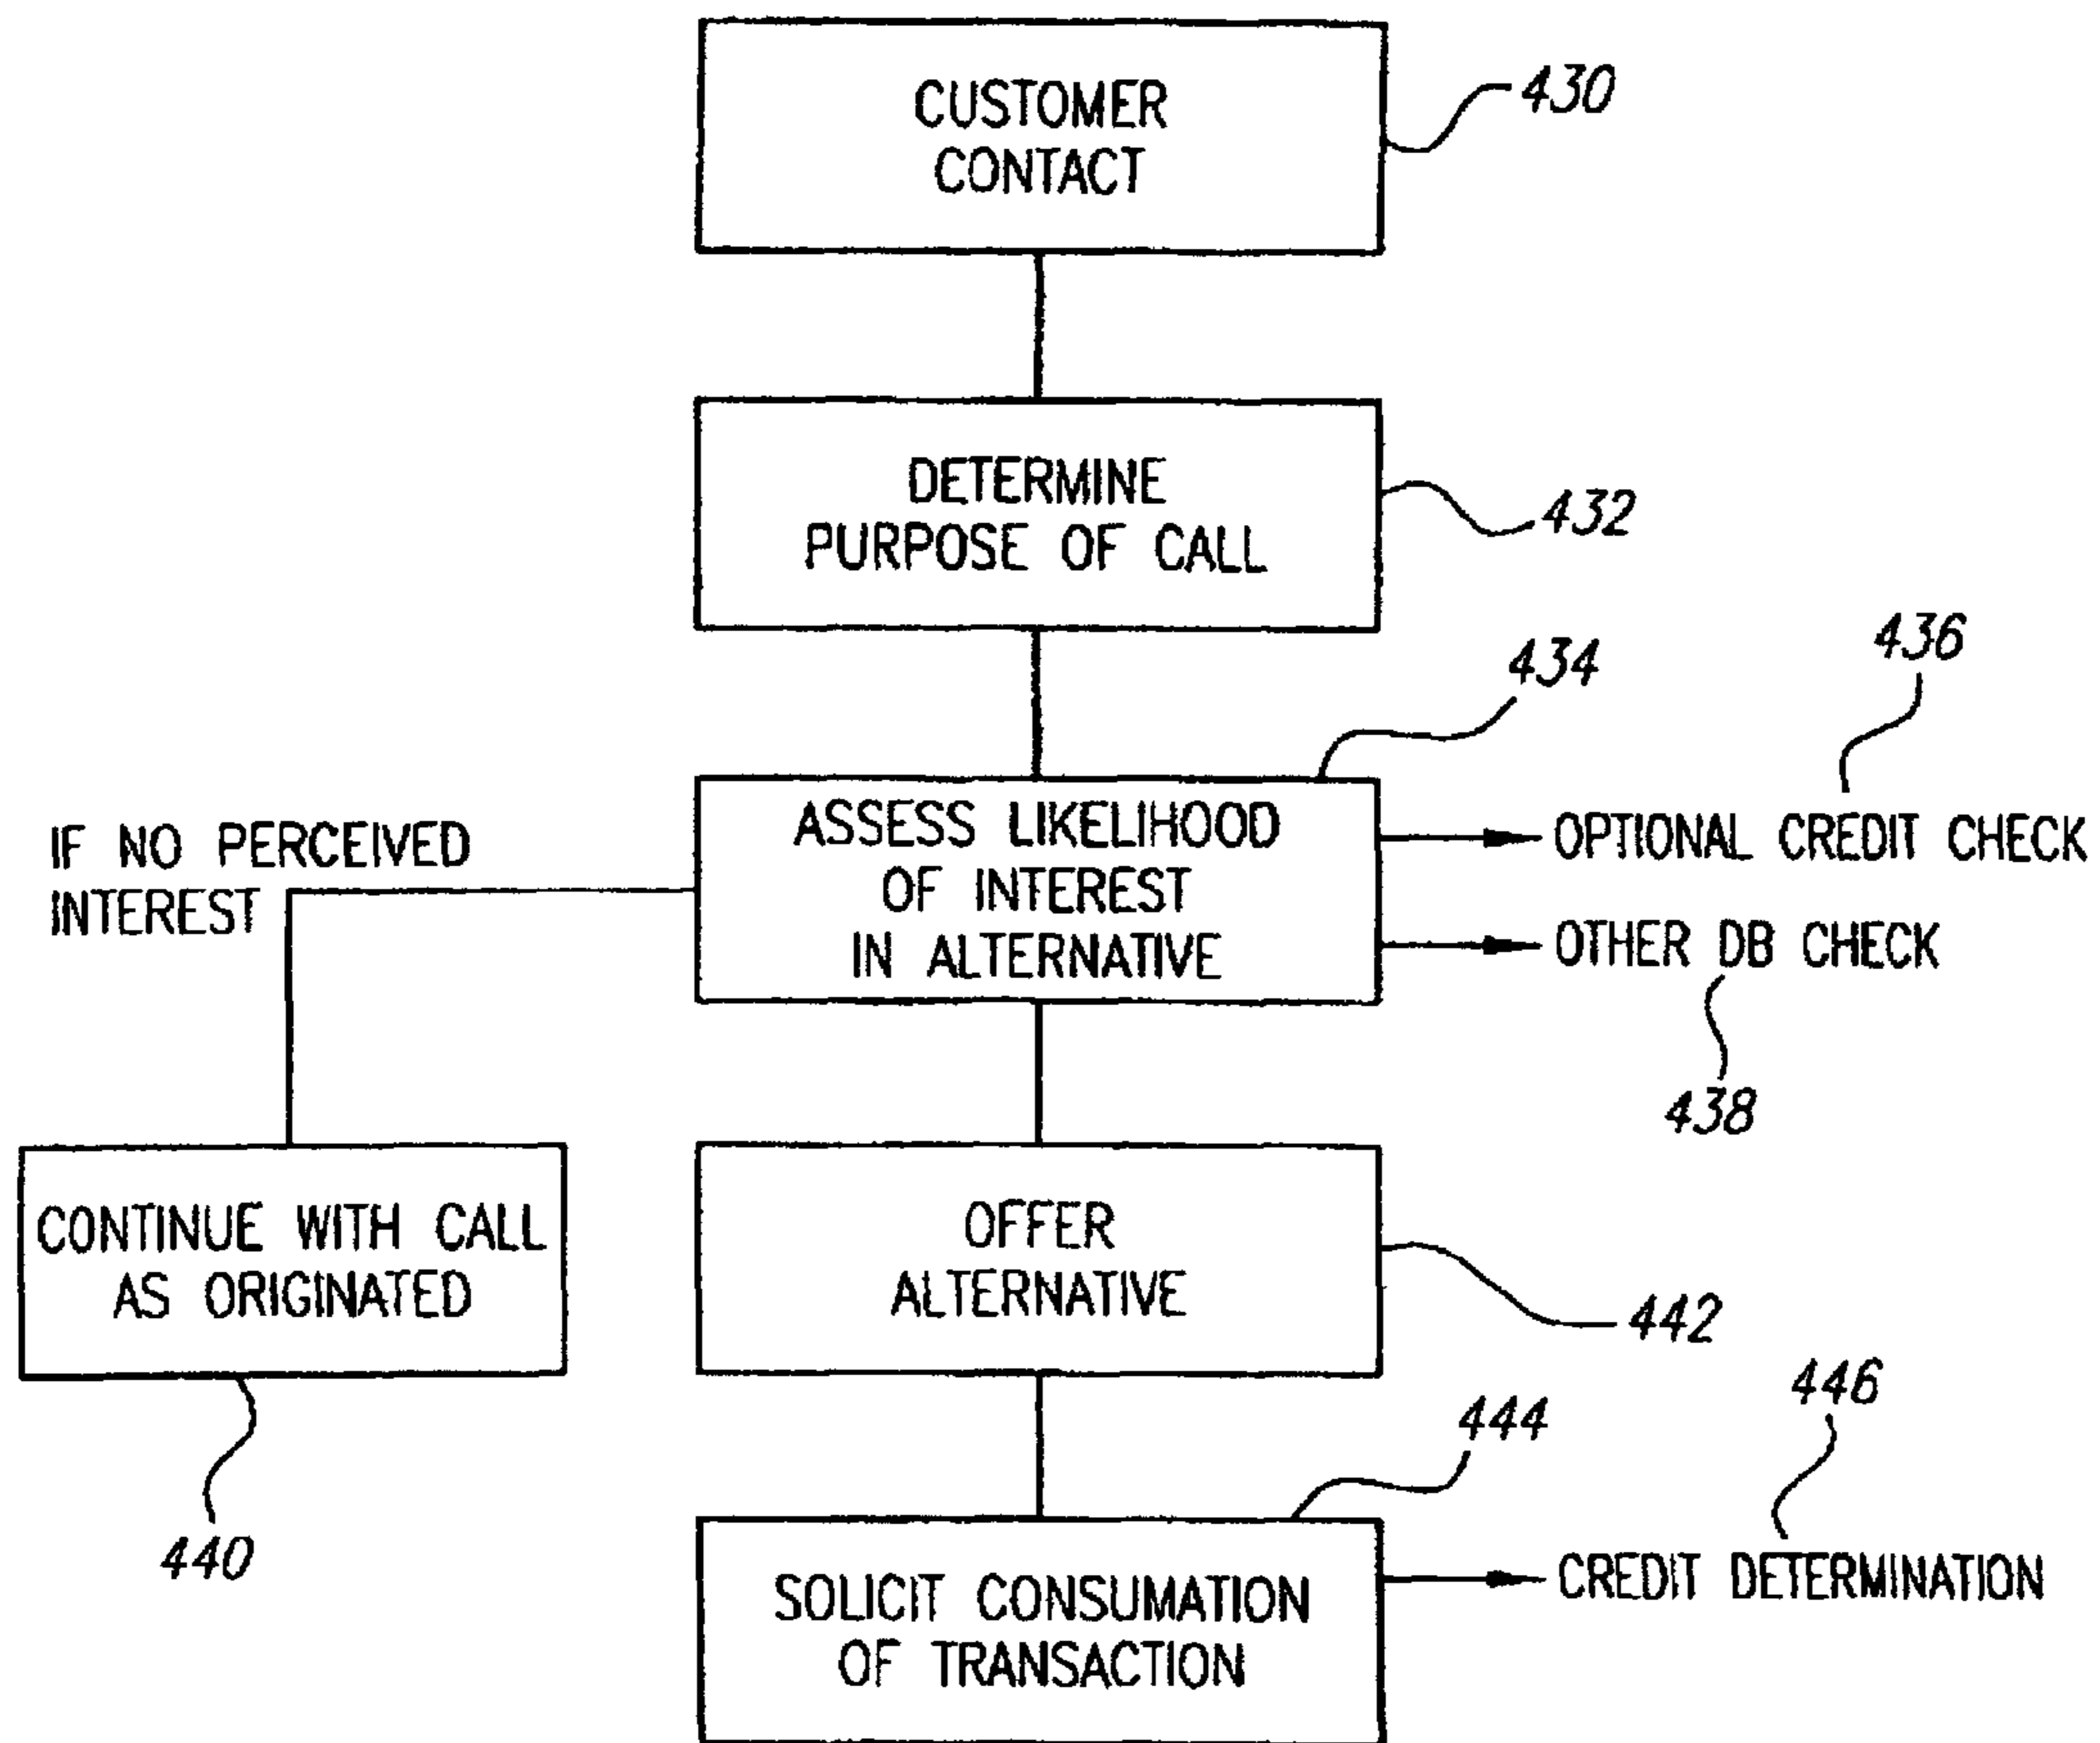 CUSTOMER
CONTACT
430
DETERMINE
PURPOSE OF CALL
432
434
436
IF NO PERCEIVED
INTEREST
ASSESS LIKELIHOOD
OF INTEREST
IN ALTERNATIVE
OPTIONAL CREDIT CHECK
OTHER DB CHECK
438
CONTINUE WITH CALL
AS ORIGINATED
440
OFFER
ALTERNATIVE
442
444
446
SOLICIT CONSUMATION
OF TRANSACTION
CREDIT DETERMINATION